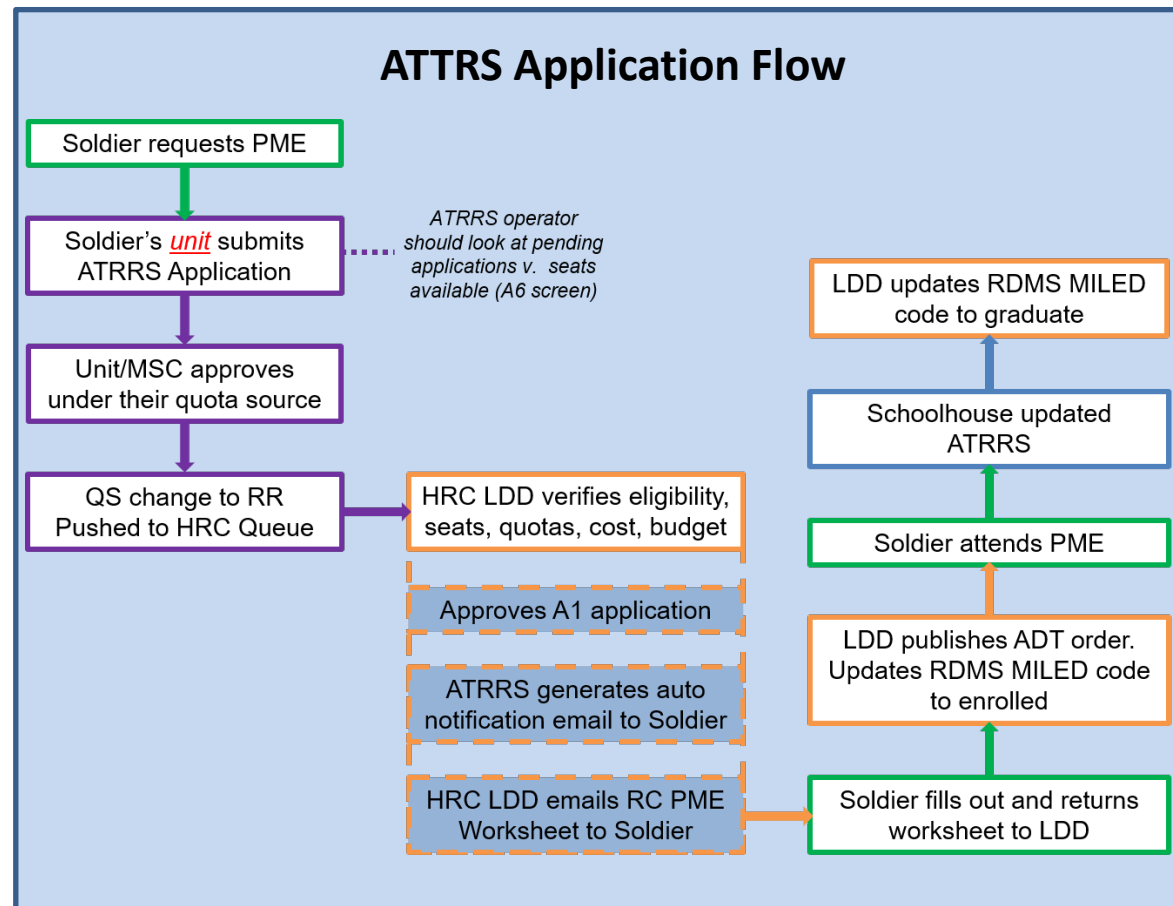 ATTRS Application Flow
Soldier requests PME
Soldier's unit submits
ATRRS Application
ATRRS operator
should look at pending
applications v. seats
available (A6 screen)
Unit/MSC approves
under their quota source
QS change to RR
Pushed to HRC Queue
HRC LDD verifies eligibility,
seats, quotas, cost, budget
Approves A1 application
ATRRS generates auto
notification email to Soldier
HRC LDD emails RC PME
Worksheet to Soldier
Soldier fills out and returns
worksheet to LDD
LDD publishes ADT order.
Updates RDMS MILED code
to enrolled
Soldier attends PME
Schoolhouse updated
ATRRS
LDD updates RDMS MILED
code to graduate